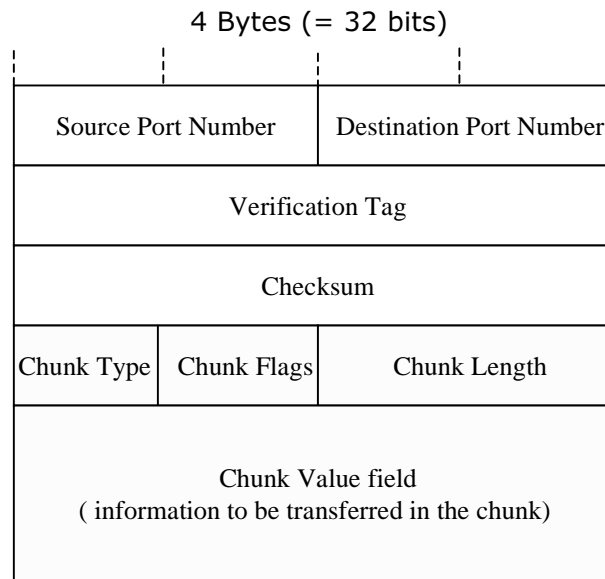 4 Bytes (= 32 bits)
Source Port Number
Destination Port Number
Verification Tag
Checksum
Chunk Type
Chunk Flags
Chunk Length
Chunk Value field
( information to be transferred in the chunk)